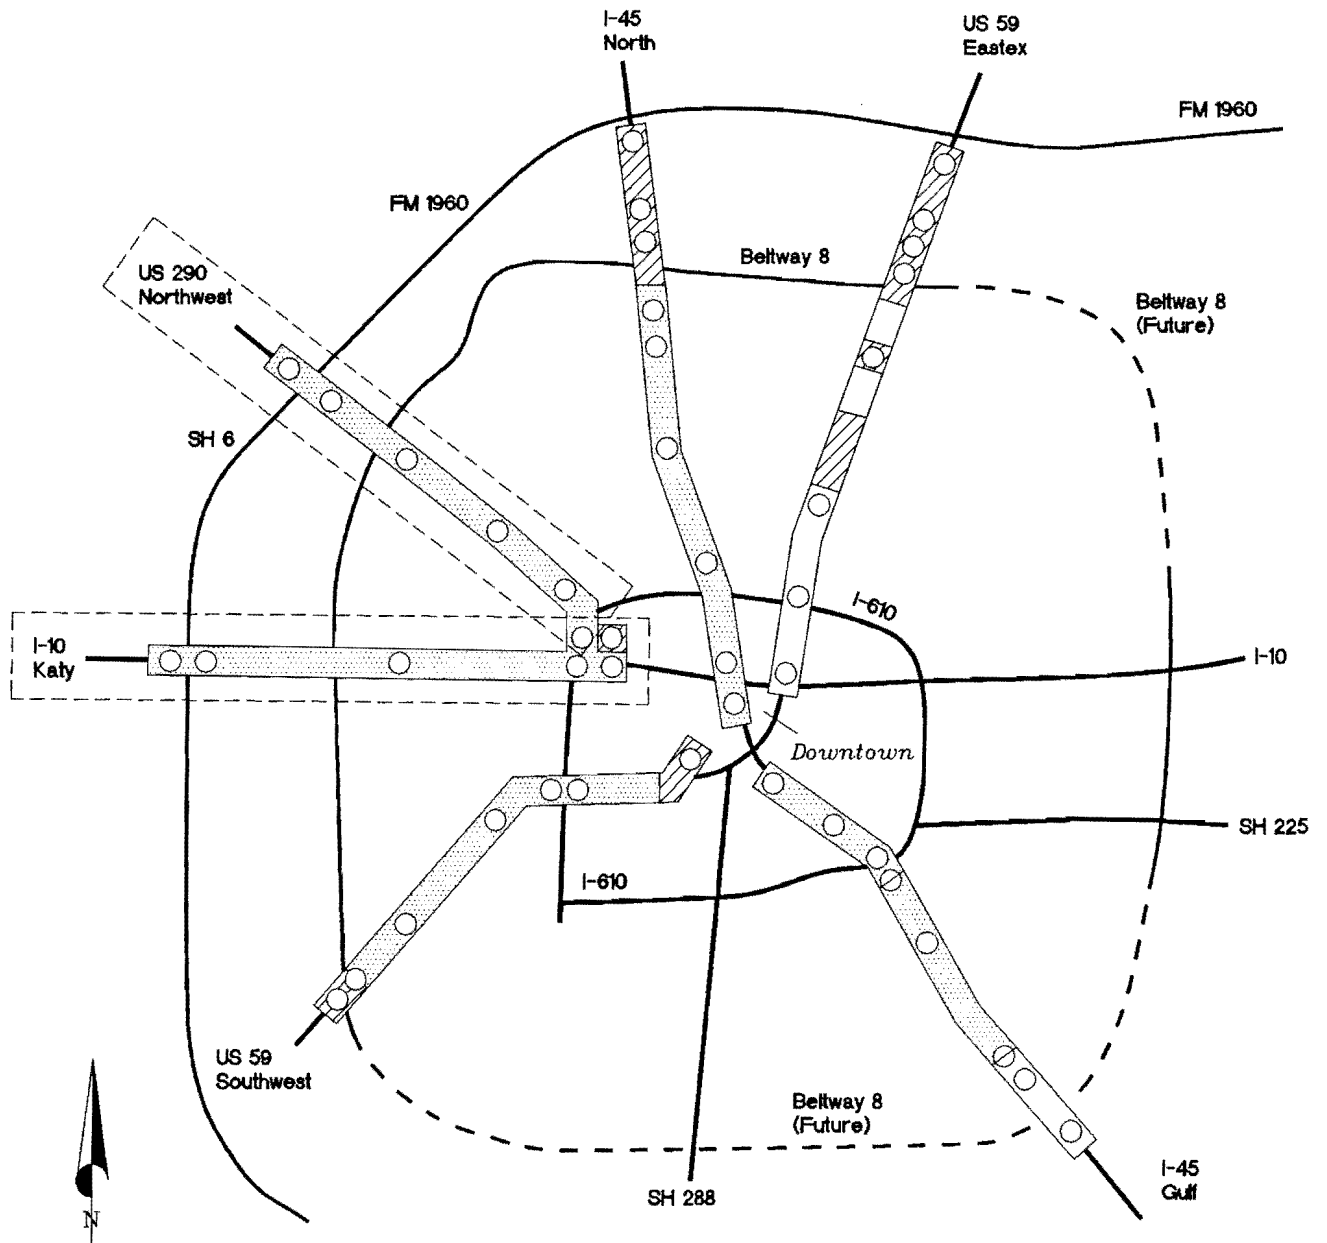 I-45
North
US 59
Eastex
FM 1960
FM 1960
Beltway 8
US 290
Northwest
Beltway 8
(Future)
SH 6
I-610
I-10
Katy
I-10
Downtown
SH 225
I-610
US 59
Southwest
Beltway 8
(Future)
I-45
Gulf
SH 288
N